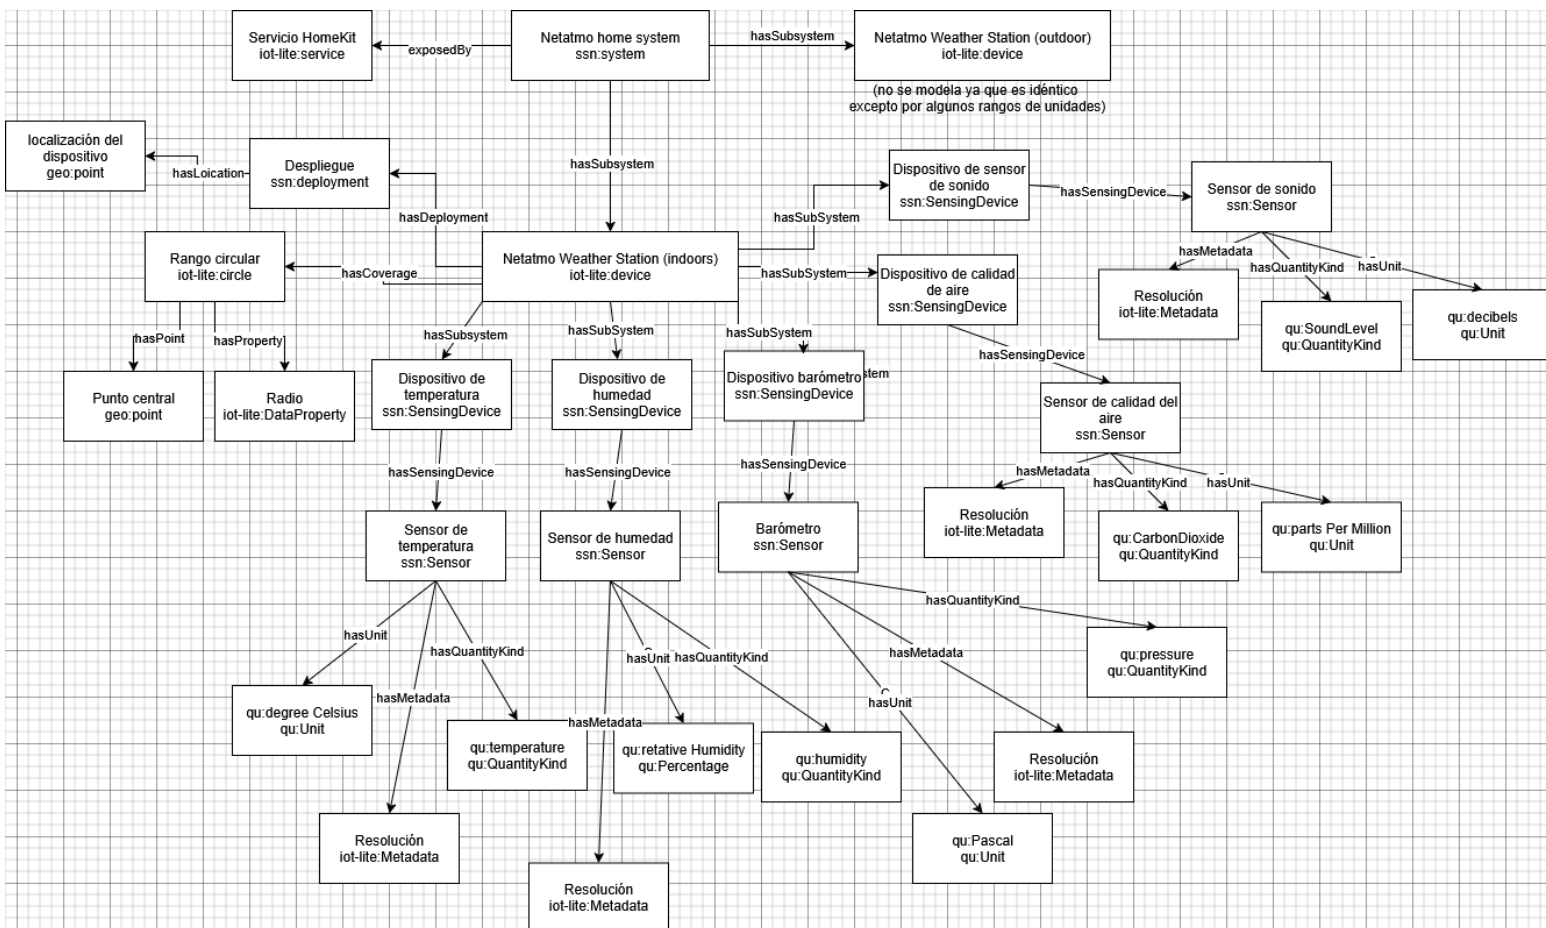 Servicio HomeKit
iot-lite:service
exposedBy
Netatmo home system
ssn:system
hasSubsystem
Netatmo Weather Station (outdoor)
iot-lite:device
(no se modela ya que es idéntico
excepto por algunos rangos de unidades)
localización del
dispositivo
geo:point
hasLoication
Despliegue
ssn:deployment
hasSubsystem
hasDeployment
Dispositivo de sensor
de sonido
ssn:SensingDevice
hasSensingDevice
Sensor de sonido
ssn:Sensor
hasSubSystem
Rango circular
iot-lite:circle
hasCoverage
Netatmo Weather Station (indoors)
iot-lite:device
hasSubSystem
Dispositivo de calidad
de aire
ssn:SensingDevice
hasMetadata
hasQuantityKind
hasUnit
Resolución
iot-lite:Metadata
qu:SoundLevel
qu:QuantityKind
qu:decibels
qu:Unit
hasPoint
hasProperty
hasSubsystem
hasSubSystem
hasSubSystem
hasSensingDevice
Punto central
geo:point
Radio
iot-lite:DataProperty
Dispositivo de
temperatura
ssn:SensingDevice
Dispositivo de
humedad
ssn:SensingDevice
Dispositivo barómetro
ssn:SensingDevice
stem
Sensor de calidad del
aire
ssn:Sensor
hasSensingDevice
hasSensingDevice
hasSensingDevice
hasMetadata
hasQuantityKind
hasUnit
Resolución
iot-lite:Metadata
qu:CarbonDioxide
qu:QuantityKind
qu:parts Per Million
qu:Unit
Sensor de
temperatura
ssn:Sensor
Sensor de humedad
ssn:Sensor
Barómetro
ssn:Sensor
hasUnit
hasQuantityKind
hasMetadata
hasUnit
hasQuantityKind
hasMetadata
hasQuantityKind
hasMetadata
hasUnit
qu:pressure
qu:QuantityKind
qu:degree Celsius
qu:Unit
qu:temperature
qu:QuantityKind
qu:retative Humidity
qu:Percentage
qu:humidity
qu:QuantityKind
Resolución
iot-lite:Metadata
Resolución
iot-lite:Metadata
qu:Pascal
qu:Unit
Resolución
iot-lite:Metadata